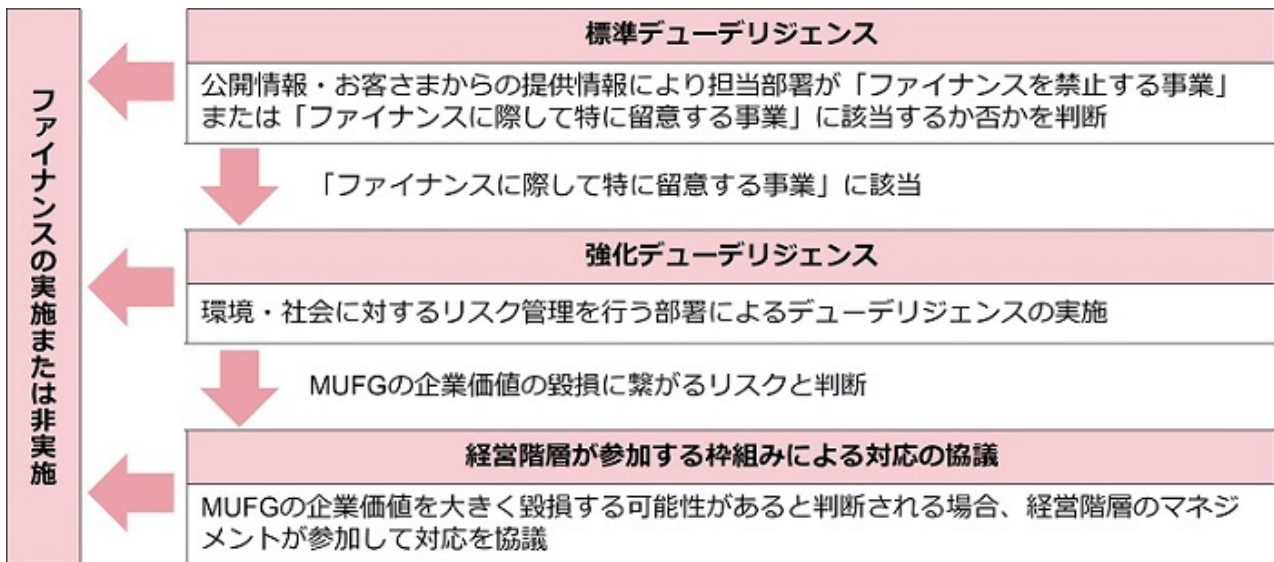 ファイナンスの実施または非実施
標準デューデリジェンス
公開情報・お客さまからの提供情報により担当部署が「ファイナンスを禁止する事業」
または「ファイナンスに際して特に留意する事業」に該当するか否かを判断
「ファイナンスに際して特に留意する事業」に該当
強化デューデリジェンス
環境・社会に対するリスク管理を行う部署によるデューデリジェンスの実施
MUFGの企業価値の毀損に繋がるリスクと判断
経営階層が参加する枠組みによる対応の協議
MUFGの企業価値を大きく毀損する可能性があると判断される場合、経営階層のマネジ
メントが参加して対応を協議